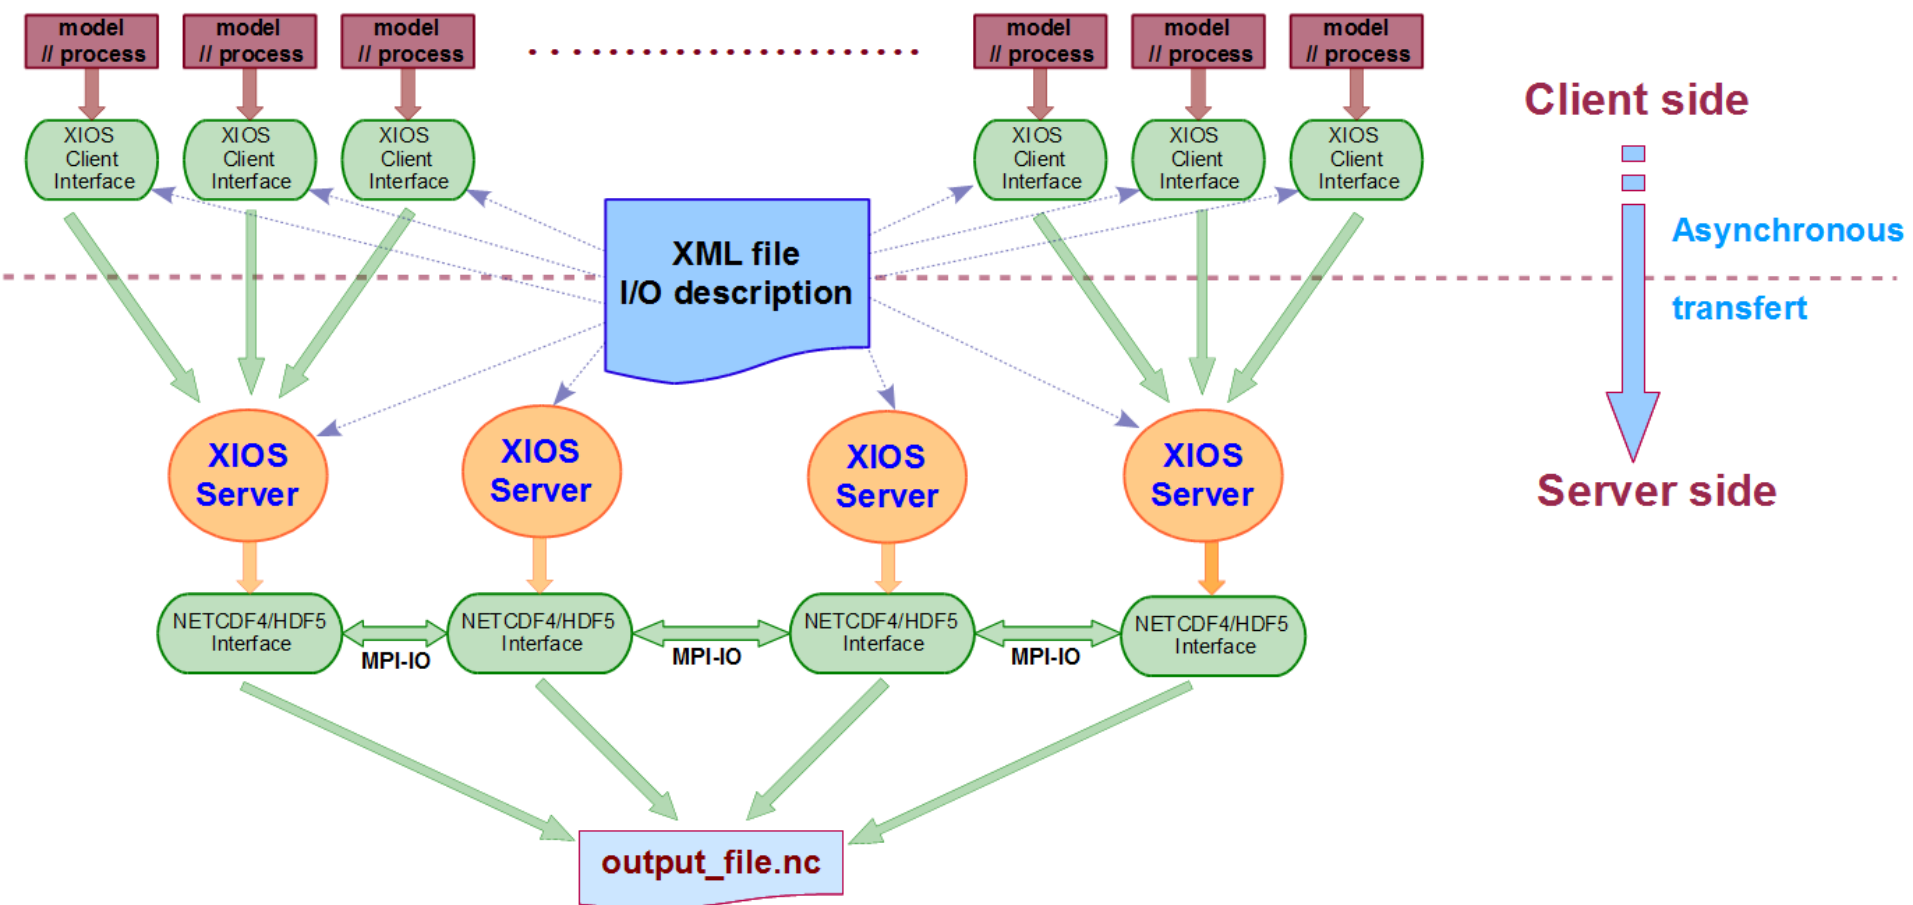 model
// process
model
// process
model
// process
model
// process
model
// process
model
// process
XIOS
Client
Interface
XIOS
Client
Interface
XIOS
Client
Interface
XIOS
Client
Interface
XIOS
Client
Interface
XIOS
Client
Interface
Client side
XML file
I/O description
Asynchronous
transfert
Server side
XIOS
Server
XIOS
Server
XIOS
Server
XIOS
Server
NETCDF4/HDF5
Interface
MPI-IO
NETCDF4/HDF5
Interface
MPI-IO
NETCDF4/HDF5
Interface
MPI-IO
NETCDF4/HDF5
Interface
output_file.nc